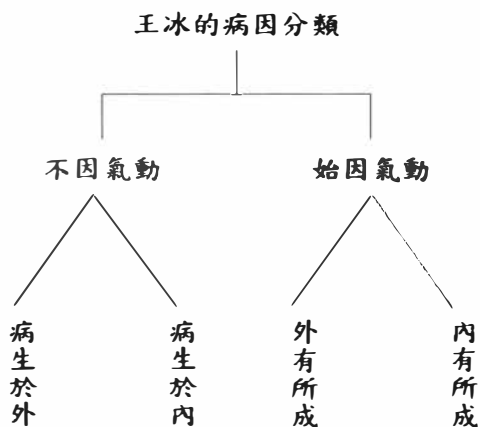 王冰的病因分類
不因氣動
始因氣動
病生於外
病生於內
外有所成
內有所成